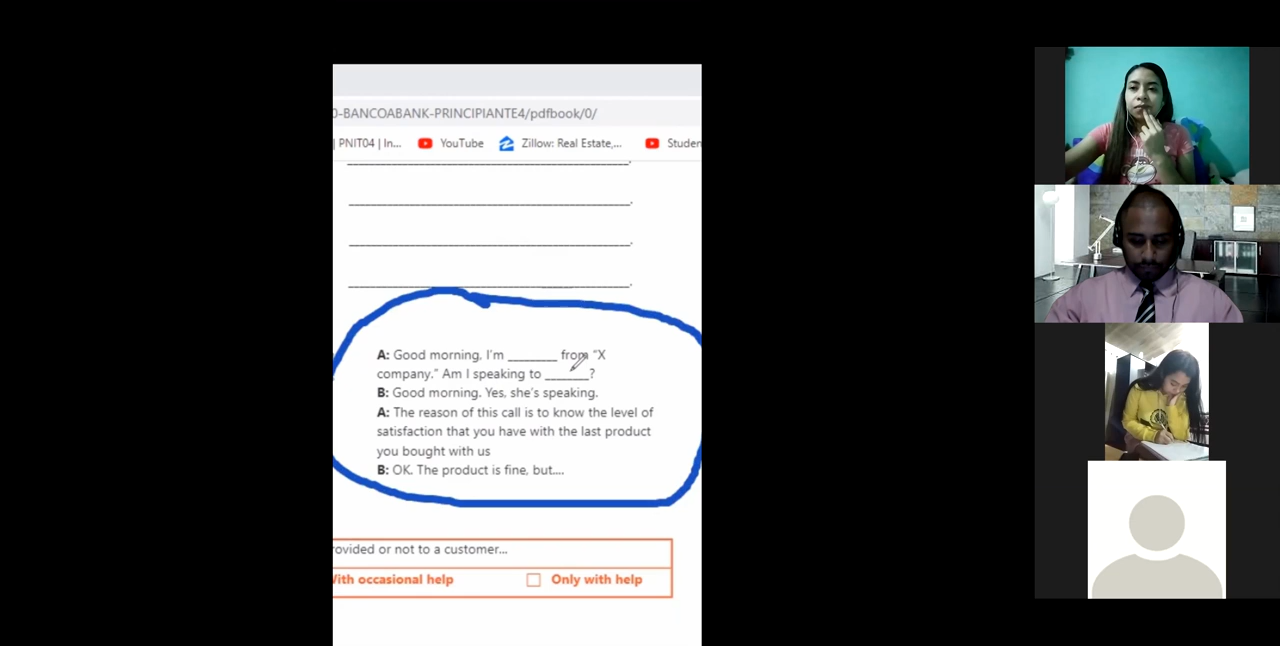 0-BANCOABANK-PRINCIPIANTE4/pdfbook/0/
| PNIT04 | In... YouTube Zillow: Real Estate,... Studen
A: Good morning, I'm ________ from "X
company." Am I speaking to _______?
B: Good morning. Yes, she's speaking.
A: The reason of this call is to know the level of
satisfaction that you have with the last product
you bought with us
B: OK. The product is fine, but....
rovided or not to a customer...
With occasional help Only with help